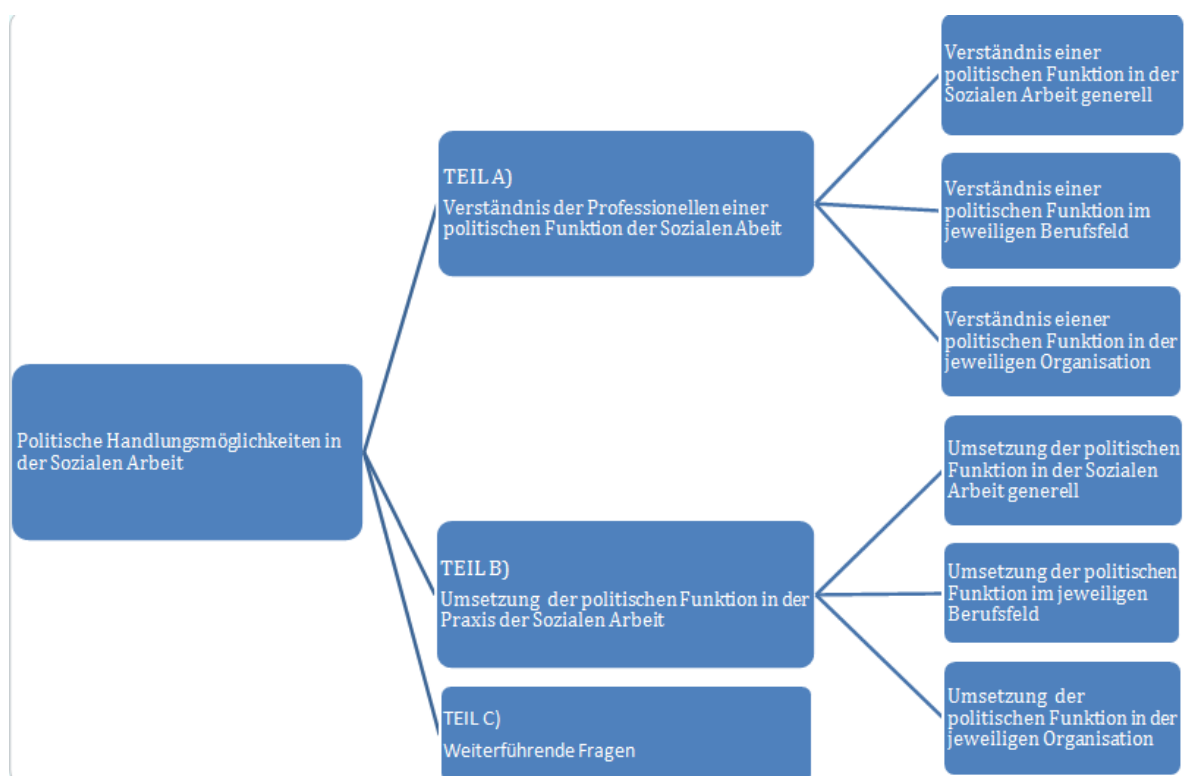 Politische Handlungsmöglichkeiten in
der Sozialen Arbeit
TEIL A)
Verständnis der Professionellen einer
politischen Funktion der Sozialen Abeit
Verständnis einer
politischen Funktion in der
Sozialen Arbeit generell
Verständnis einer
politischen Funktion im
jeweiligen Berufsfeld
Verständnis eiener
politischen Funktion in der
jeweiligen Organisation
TEIL B)
Umsetzung der politischen Funktion in der
Praxis der Sozialen Arbeit
Umsetzung der politischen
Funktion in der Sozialen
Arbeit generell
Umsetzung der politischen
Funktion im jeweiligen
Berufsfeld
Umsetzung der
politischen Funktion in der
jeweiligen Organisation
TEIL C)
Weiterführende Fragen